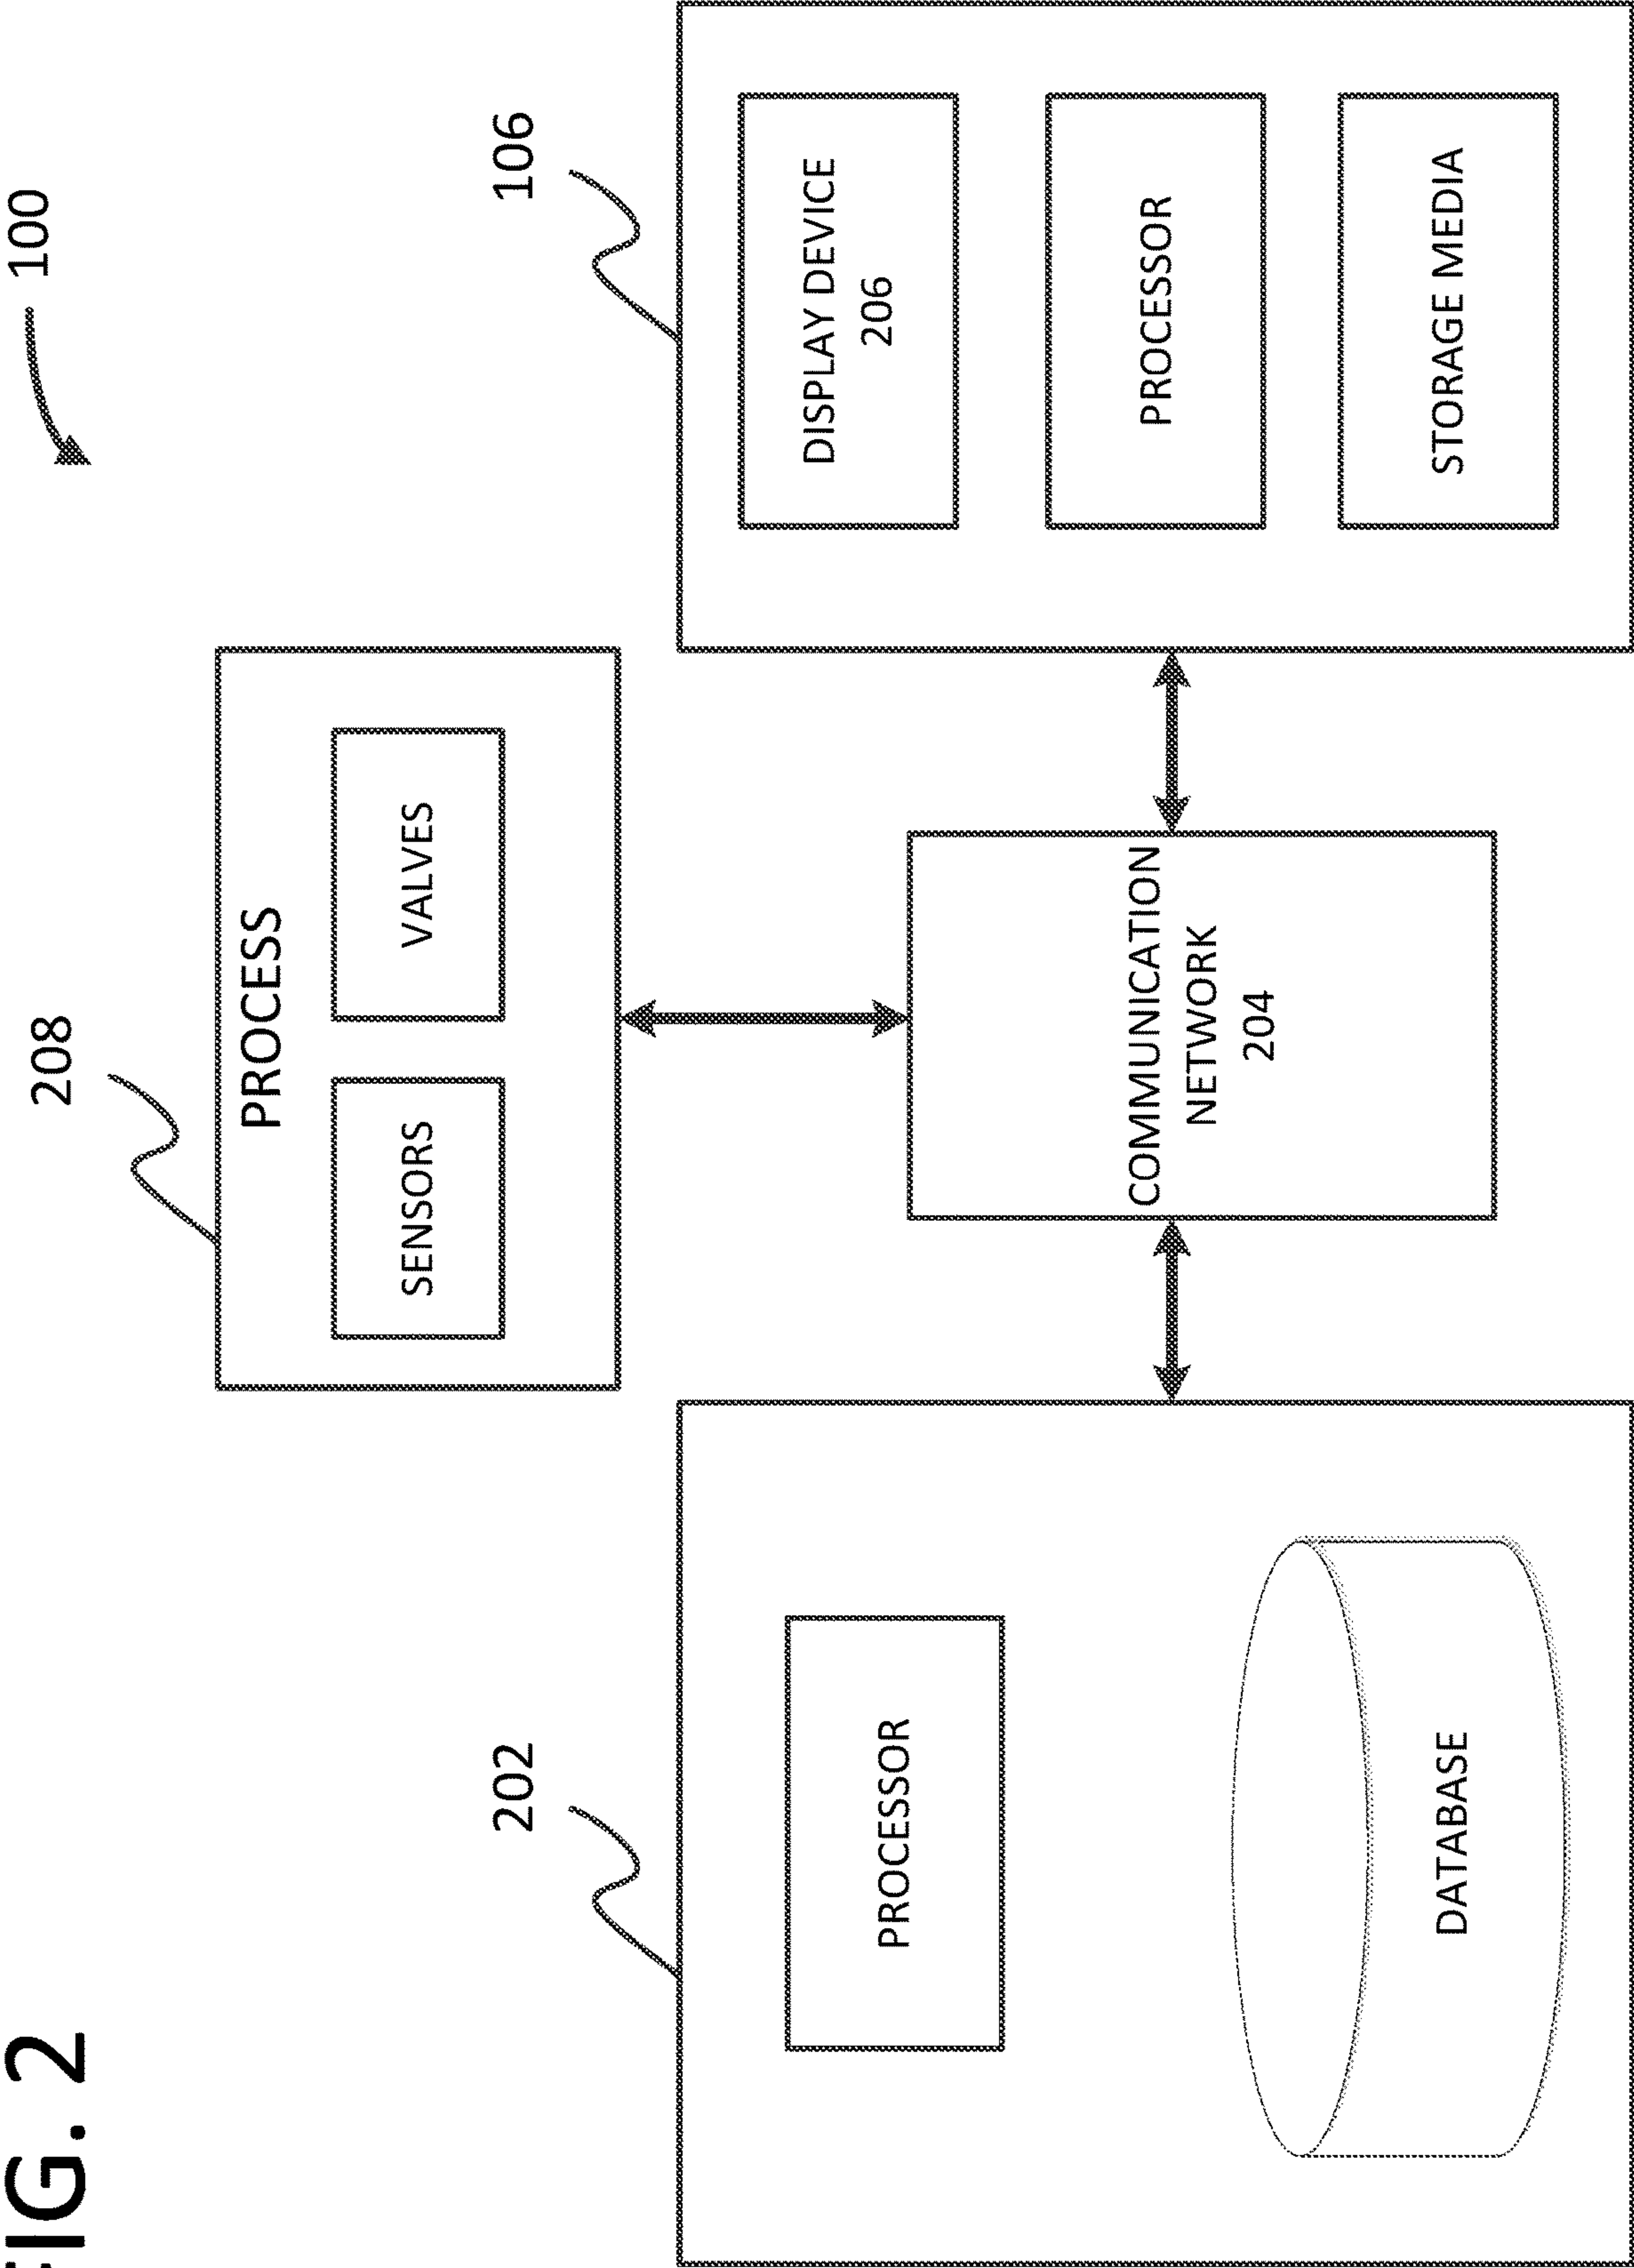 FIG. 2
100
208
PROCESS
SENSORS
VALVES
202
PROCESSOR
DATABASE
COMMUNICATION
NETWORK
204
106
DISPLAY DEVICE
206
PROCESSOR
STORAGE MEDIA